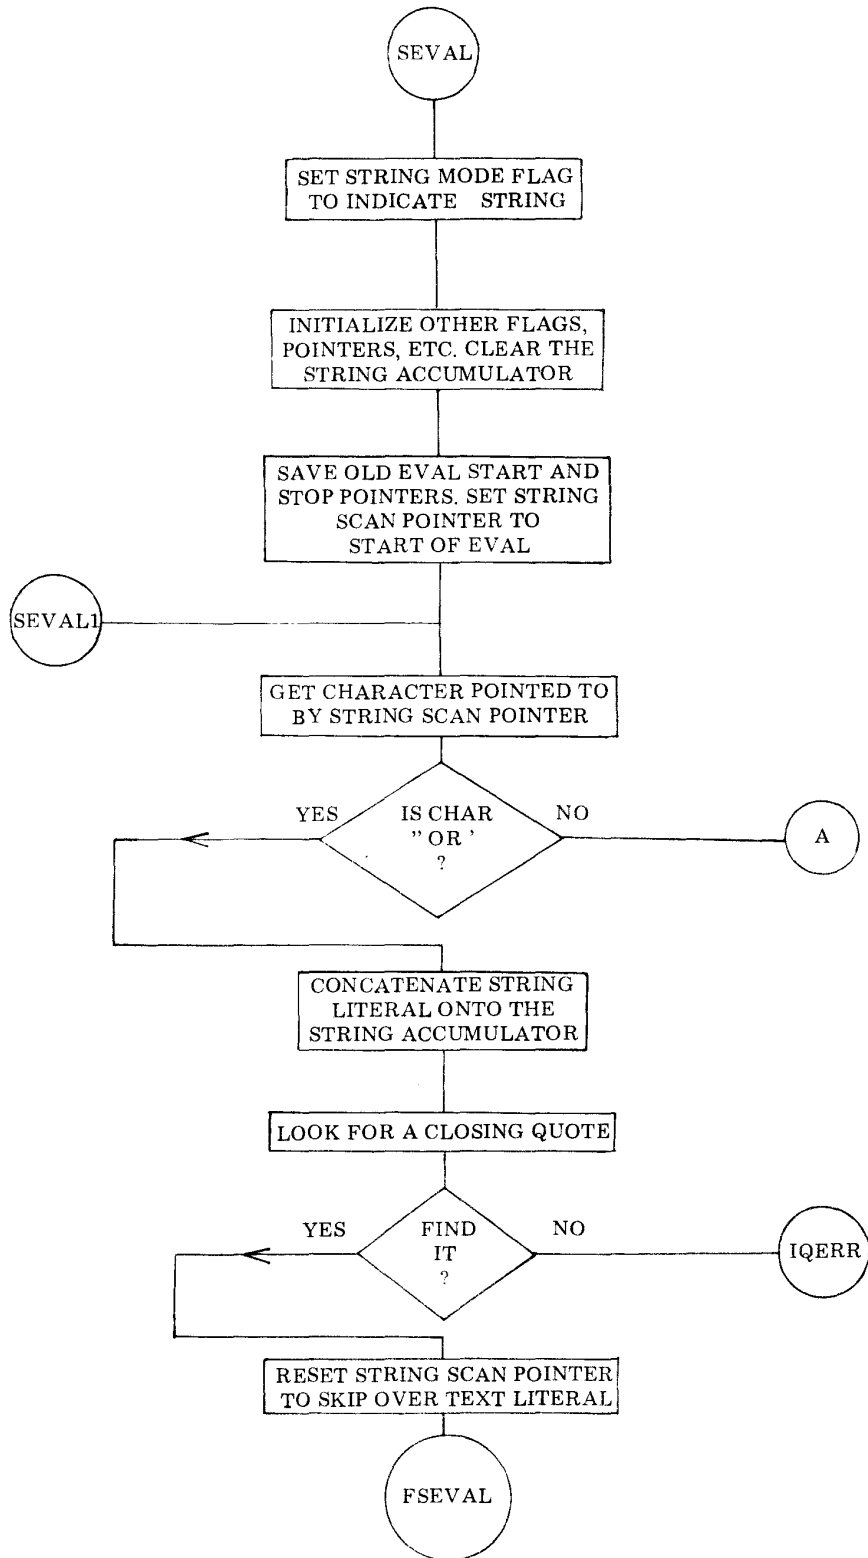 SEVAL
SET STRING MODE FLAG
TO INDICATE STRING
INITIALIZE OTHER FLAGS,
POINTERS, ETC. CLEAR THE
STRING ACCUMULATOR
SAVE OLD EVAL START AND
STOP POINTERS. SET STRING
SCAN POINTER TO
START OF EVAL
SEVAL1
GET CHARACTER POINTED TO
BY STRING SCAN POINTER
YES
IS CHAR
" OR '
?
NO
A
CONCATENATE STRING
LITERAL ONTO THE
STRING ACCUMULATOR
LOOK FOR A CLOSING QUOTE
YES
FIND
IT
?
NO
IQERR
RESET STRING SCAN POINTER
TO SKIP OVER TEXT LITERAL
FSEVAL